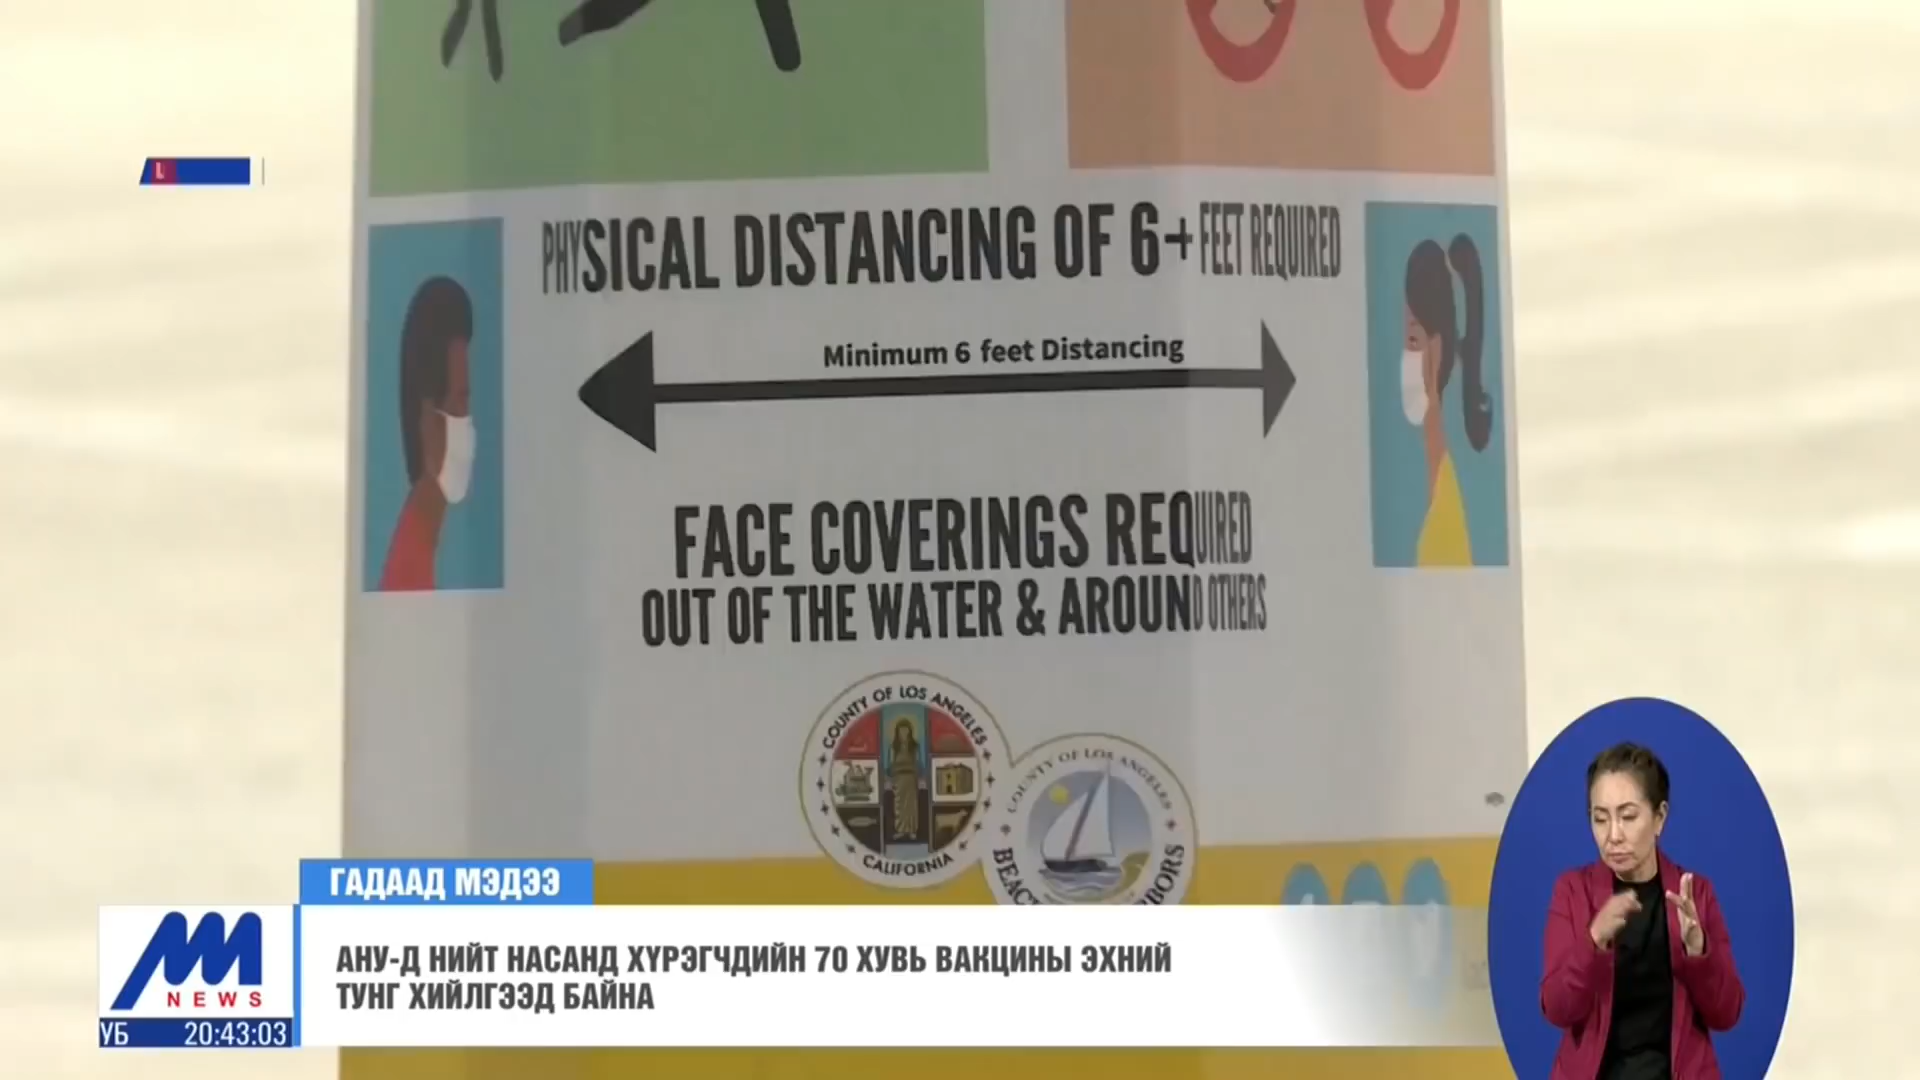 L
PHYSICAL DISTANCING OF 6+ FEET REQUIRED
Minimum 6 feet Distancing
FACE COVERINGS REQUIRED
OUT OF THE WATER & AROUND OTHERS
COUNTY OF LOS ANGELES
CALIFORNIA
COUNTY OF LOS ANGELES
ГАДААД МЭДЭЭ
АНУ-Д НИЙТ НАСАНД ХҮРЭГЧДИЙН 70 ХУВЬ ВАКЦИНЫ ЭХНИЙ
ТУНГ ХИЙЛГЭЭД БАЙНА
NEWS
УБ 20:43:03